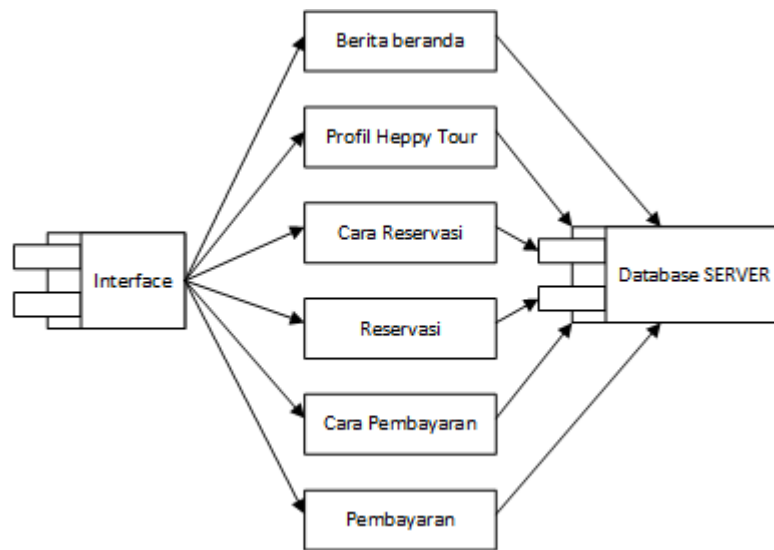 Berita beranda
Profil Heppy Tour
Cara Reservasi
Interface
Database SERVER
Reservasi
Cara Pembayaran
Pembayaran